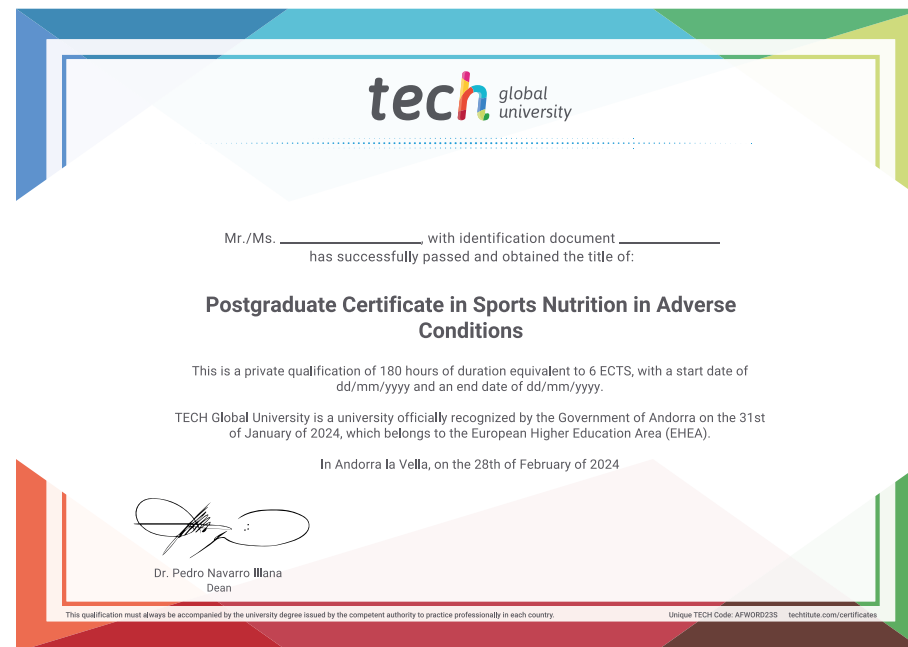 tech global university
Mr./Ms. ____________________, with identification document ______________
has successfully passed and obtained the title of:
Postgraduate Certificate in Sports Nutrition in Adverse
Conditions
This is a private qualification of 180 hours of duration equivalent to 6 ECTS, with a start date of
dd/mm/yyyy and an end date of dd/mm/yyyy.
TECH Global University is a university officially recognized by the Government of Andorra on the 31st
of January of 2024, which belongs to the European Higher Education Area (EHEA).
In Andorra la Vella, on the 28th of February of 2024
Dr. Pedro Navarro Illana
Dean
This qualification must always be accompanied by the university degree issued by the competent authority to practice professionally in each country.
Unique TECH Code: AFWORD23S techtitute.com/certificates